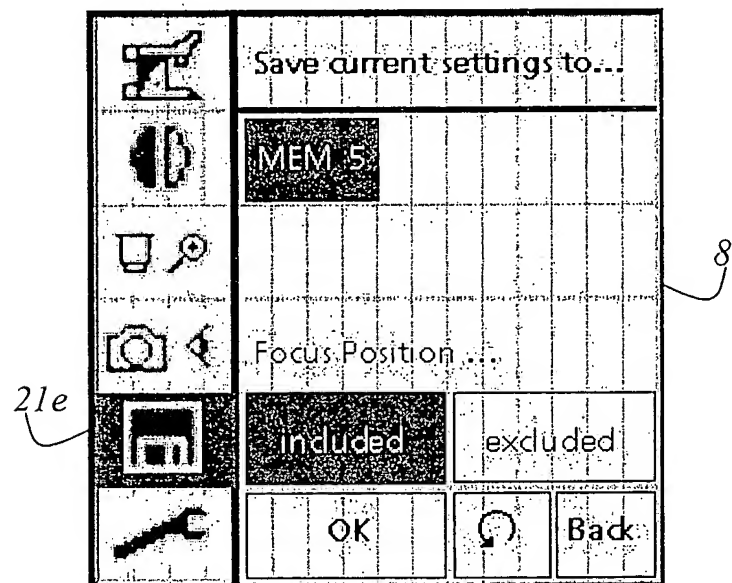 Save current settings to...
MEM 5
8
Focus Position ...
21e
included excluded
OK Back